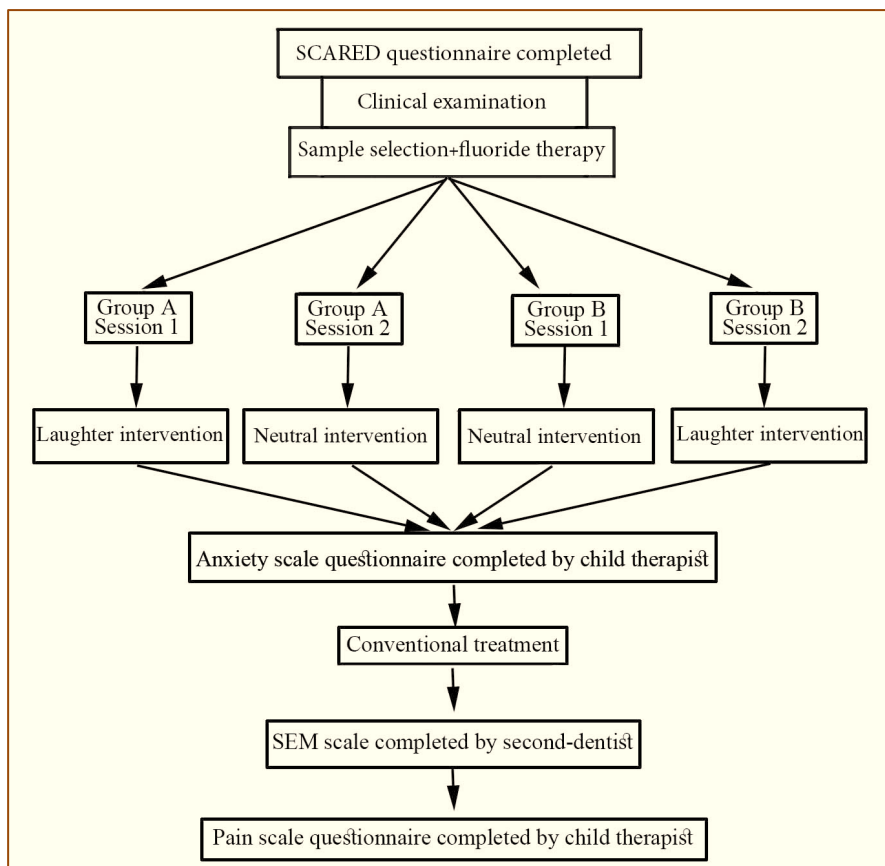 SCARED questionnaire completed
Clinical examination
Sample selection+fluoride therapy
Group A
Session 1
Group A
Session 2
Group B
Session 1
Group B
Session 2
Laughter intervention
Neutral intervention
Neutral intervention
Laughter intervention
Anxiety scale questionnaire completed by child therapist
Conventional treatment
SEM scale completed by second-dentist
Pain scale questionnaire completed by child therapist